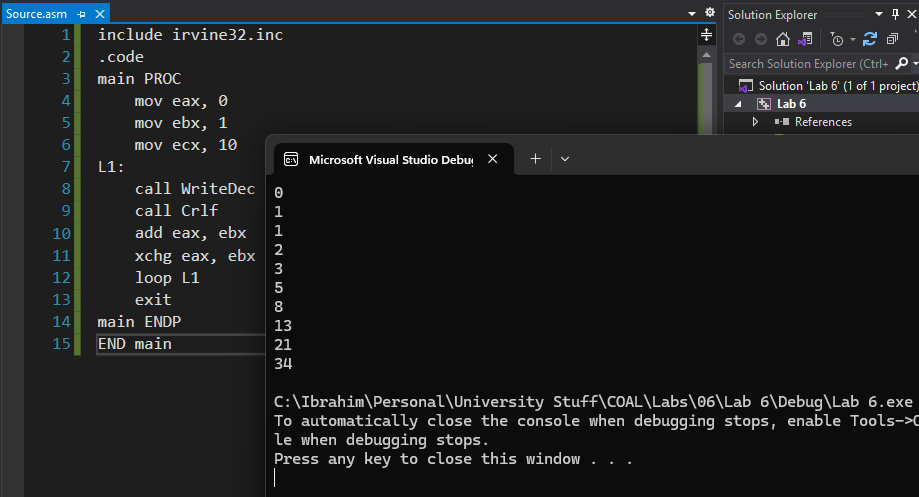 Source.asm
1 include irvine32.inc
2 .code
3 main PROC
4 mov eax, 0
5 mov ebx, 1
6 mov ecx, 10
7 L1:
8 call WriteDec
9 call Crlf
10 add eax, ebx
11 xchg eax, ebx
12 loop L1
13 exit
14 main ENDP
15 END main
Solution Explorer
Search Solution Explorer (Ctrl+
Solution 'Lab 6' (1 of 1 project)
Lab 6
References
Microsoft Visual Studio Debu
0
1
1
2
3
5
8
13
21
34
C:\Ibrahim\Personal\University Stuff\COAL\Labs\06\Lab 6\Debug\Lab 6.exe
To automatically close the console when debugging stops, enable Tools->
le when debugging stops.
Press any key to close this window . . .